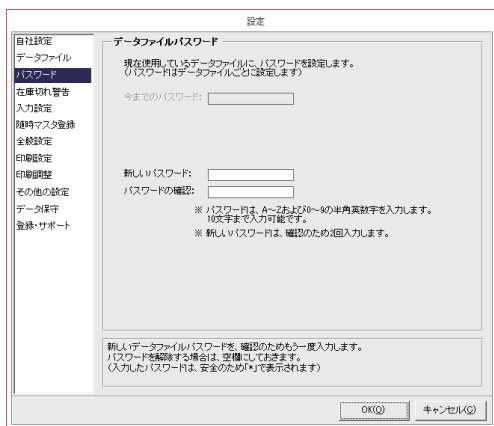 設定
自社設定
データファイル
パスワード
在庫切れ警告
入力設定
随時マスタ登録
全般設定
印刷設定
印刷調整
その他の設定
データ保守
登録・サポート
データファイルパスワード
現在使用しているデータファイルに、パスワードを設定します。
(パスワードはデータファイルごとに設定します)
今までのパスワード:
新しいパスワード:
パスワードの確認:
※ パスワードは、A～Zおよび0～9の半角英数字を入力します。
10文字まで入力可能です。
※ 新しいパスワードは、確認のため2回入力します。
新しいデータファイルパスワードを、確認のためもう一度入力します。
パスワードを解除する場合は、空欄にしておきます。
(入力したパスワードは、安全のため「*」で表示されます)
OK(O)
キャンセル(C)